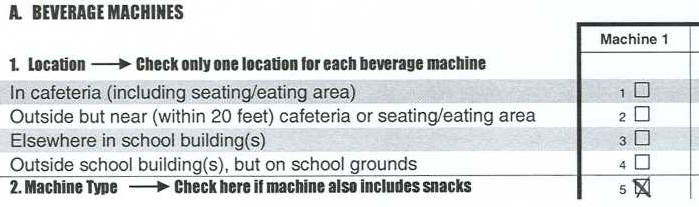 A. BEVERAGE MACHINES
Machine 1
1. Location → Check only one location for each beverage machine
In cafeteria (including seating/eating area) 1 ☐
Outside but near (within 20 feet) cafeteria or seating/eating area 2 ☐
Elsewhere in school building(s) 3 ☐
Outside school building(s), but on school grounds 4 ☐
2. Machine Type → Check here if machine also includes snacks 5 ☒